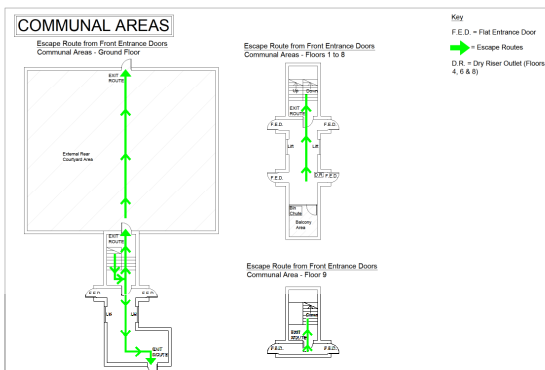 COMMUNAL AREAS
Escape Route from Front Entrance Doors
Communal Areas - Ground Floor
EXIT
ROUTE
External Rear
Courtyard Area
EXIT
ROUTE
F.E.D.
F.E.D.
Lift
Lift
EXIT
ROUTE
Escape Route from Front Entrance Doors
Communal Areas - Floors 1 to 8
Up
Down
EXIT
ROUTE
F.E.D.
F.E.D.
Lift
Lift
F.E.D.
D.R.
F.E.D.
Bin
Chute
Balcony
Area
Escape Route from Front Entrance Doors
Communal Area - Floor 9
Down
EXIT
ROUTE
F.E.D.
F.E.D.
Key
F.E.D. = Flat Entrance Door
= Escape Routes
D.R. = Dry Riser Outlet (Floors
4, 6 & 8)